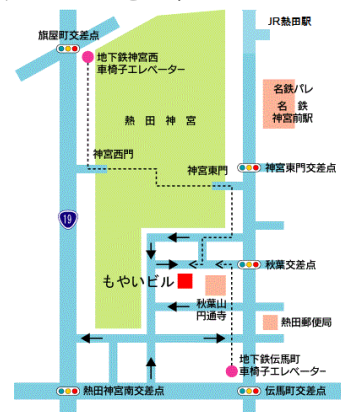 JR熱田駅
旗屋町交差点
地下鉄神宮西
車椅子エレベーター
名鉄パレ
名 鉄
神宮前駅
熱田神宮
神宮西門
神宮東門
神宮東門交差点
19
秋葉交差点
もやいビル
秋葉山
円通寺
熱田郵便局
地下鉄伝馬町
車椅子エレベーター
熱田神宮南交差点
伝馬町交差点